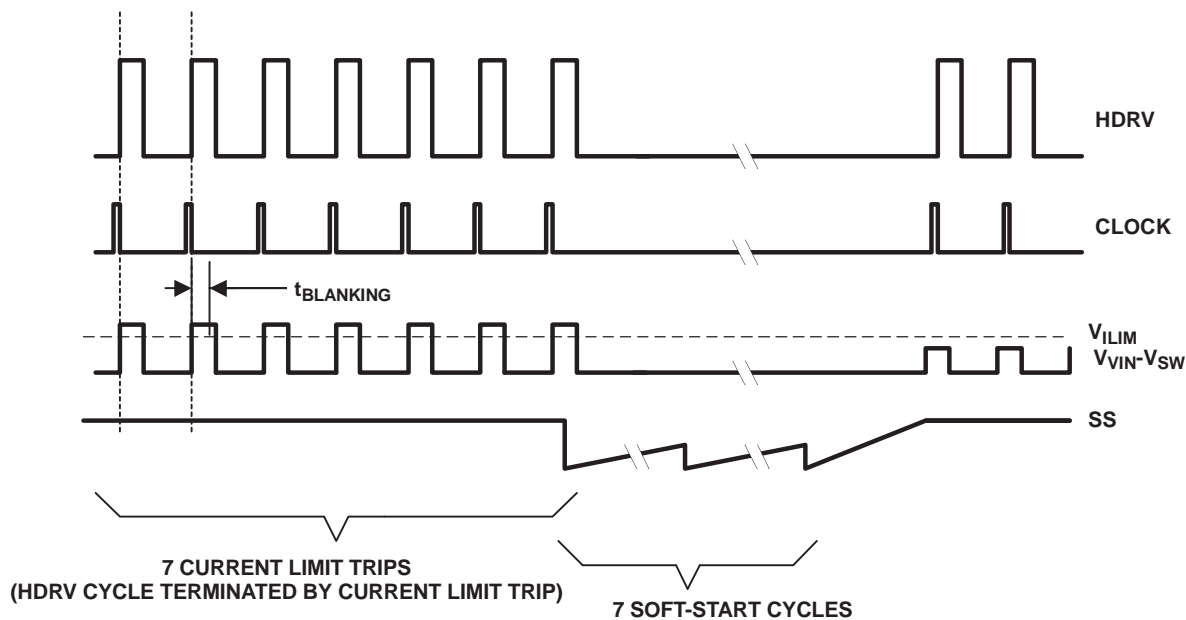 HDRV
CLOCK
tBLANKING
VILIM
VVIN-VSW
SS
7 CURRENT LIMIT TRIPS
(HDRV CYCLE TERMINATED BY CURRENT LIMIT TRIP)
7 SOFT-START CYCLES